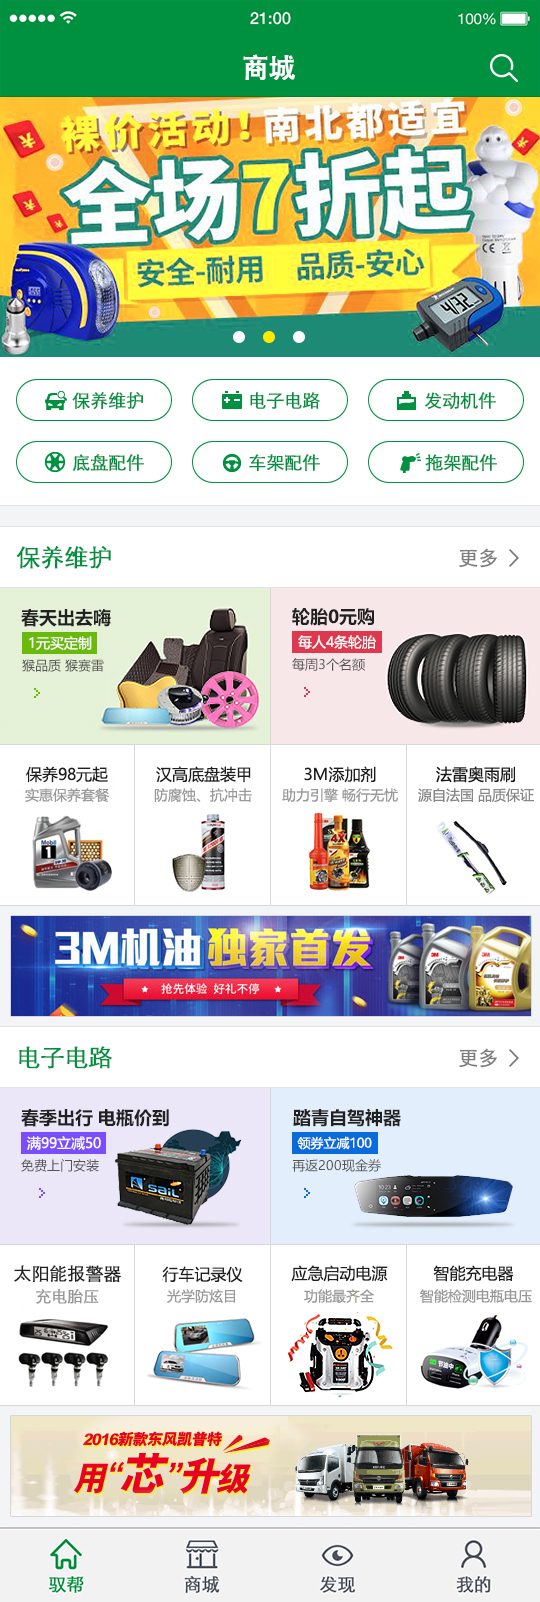 21:00
100%
商城
裸价活动！南北都适宜
全场7折起
安全-耐用 品质-安心
4.32
保养维护
电子电路
发动机件
底盘配件
车架配件
拖架配件
保养维护
更多
春天出去嗨
1元买定制
猴品质 猴赛雷
轮胎0元购
每人4条轮胎
每周3个名额
保养98元起
实惠保养套餐
汉高底盘装甲
防腐蚀、抗冲击
3M添加剂
助力引擎 畅行无忧
法雷奥雨刷
源自法国 品质保证
Mobil
1
4X
3M机油 独家首发
抢先体验 好礼不停
3M
3M
3M
电子电路
更多
春季出行 电瓶价到
满99立减50
免费上门安装
SaiL
踏青自驾神器
领券立减100
再返200现金券
10:23
太阳能报警器
充电胎压
行车记录仪
光学防炫目
应急启动电源
功能最齐全
智能充电器
智能检测电瓶电压
节油中
2016新款东风凯普特
用“芯”升级
驭帮
商城
发现
我的